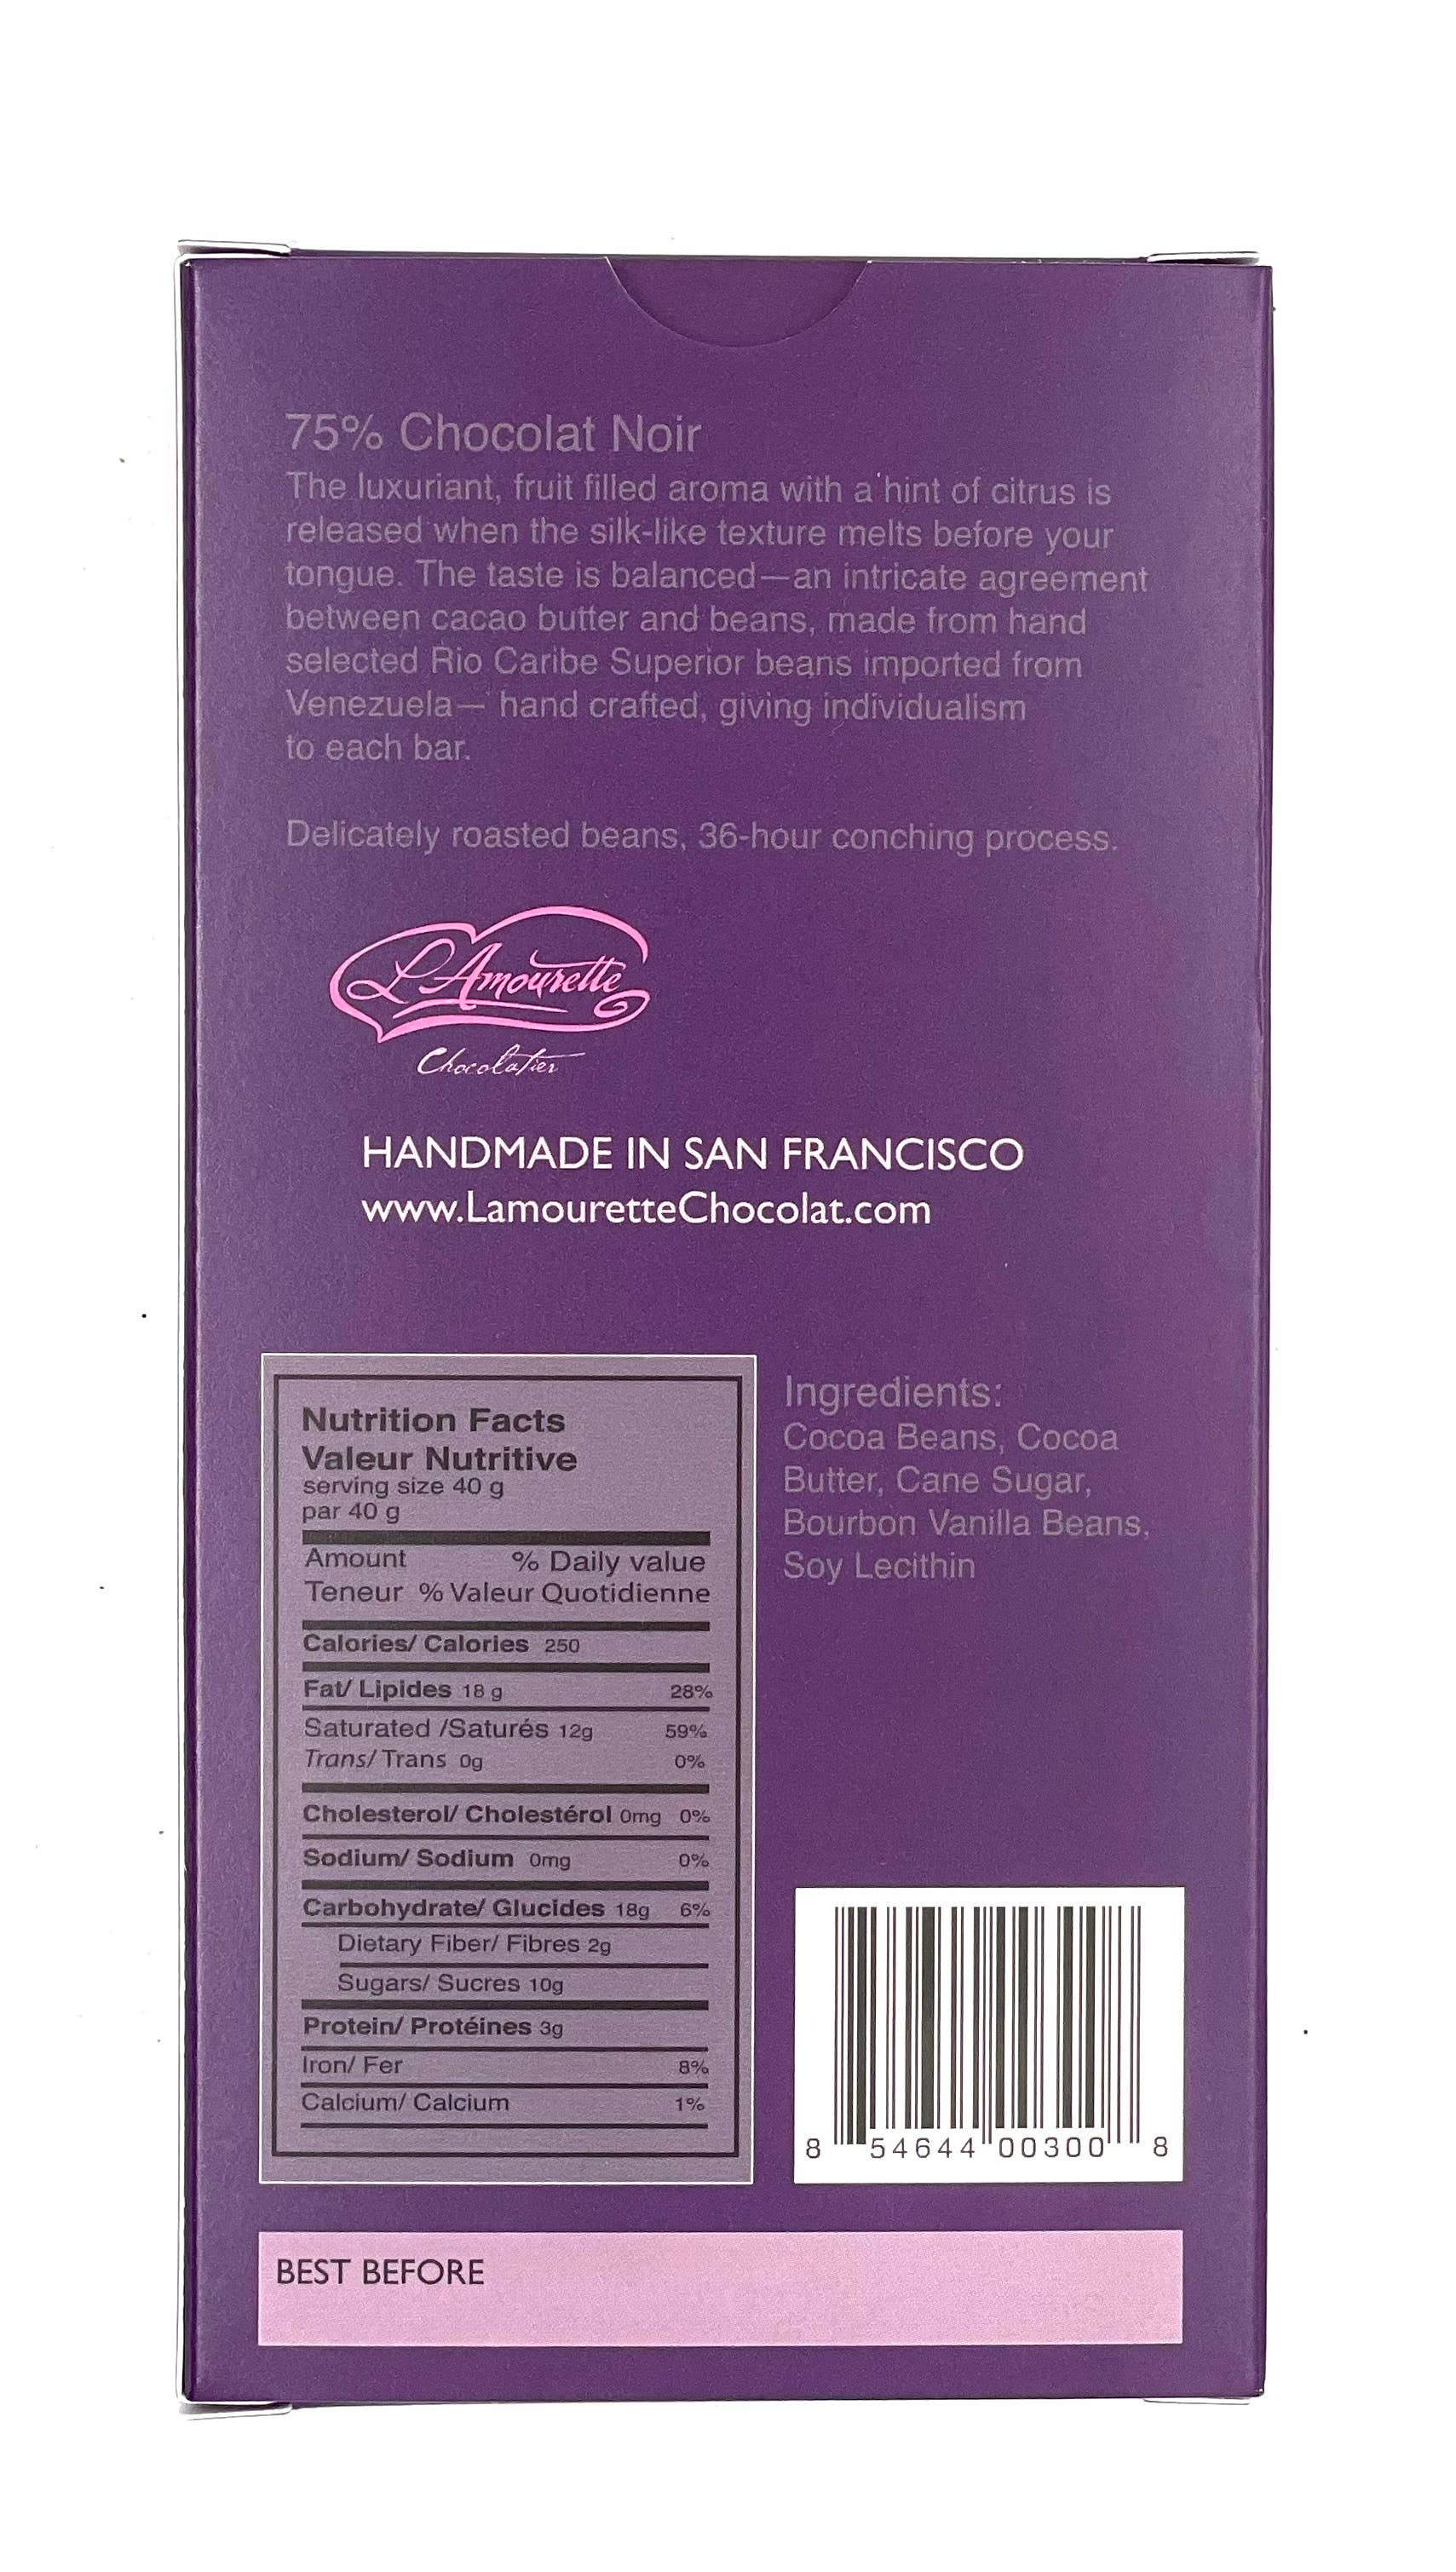 75% Chocolat Noir
The luxuriant, fruit filled aroma with a hint of citrus is
released when the silk-like texture melts before your
tongue. The taste is balanced—an intricate agreement
between cacao butter and beans, made from hand
selected Rio Caribe Superior beans imported from
Venezuela— hand crafted, giving individualism
to each bar.
Delicately roasted beans, 36-hour conching process.
L'Amourette
Chocolatier
HANDMADE IN SAN FRANCISCO
www.LamouretteChocolat.com
Nutrition Facts
Valeur Nutritive
serving size 40 g
par 40 g
Amount % Daily value
Teneur % Valeur Quotidienne
Calories/ Calories 250
Fat/ Lipides 18 g 28%
Saturated /Saturés 12g 59%
Trans/ Trans 0g 0%
Cholesterol/ Cholestérol 0mg 0%
Sodium/ Sodium 0mg 0%
Carbohydrate/ Glucides 18g 6%
Dietary Fiber/ Fibres 2g
Sugars/ Sucres 10g
Protein/ Protéines 3g
Iron/ Fer 8%
Calcium/ Calcium 1%
Ingredients:
Cocoa Beans, Cocoa
Butter, Cane Sugar,
Bourbon Vanilla Beans,
Soy Lecithin
8 54644 00300 8
BEST BEFORE